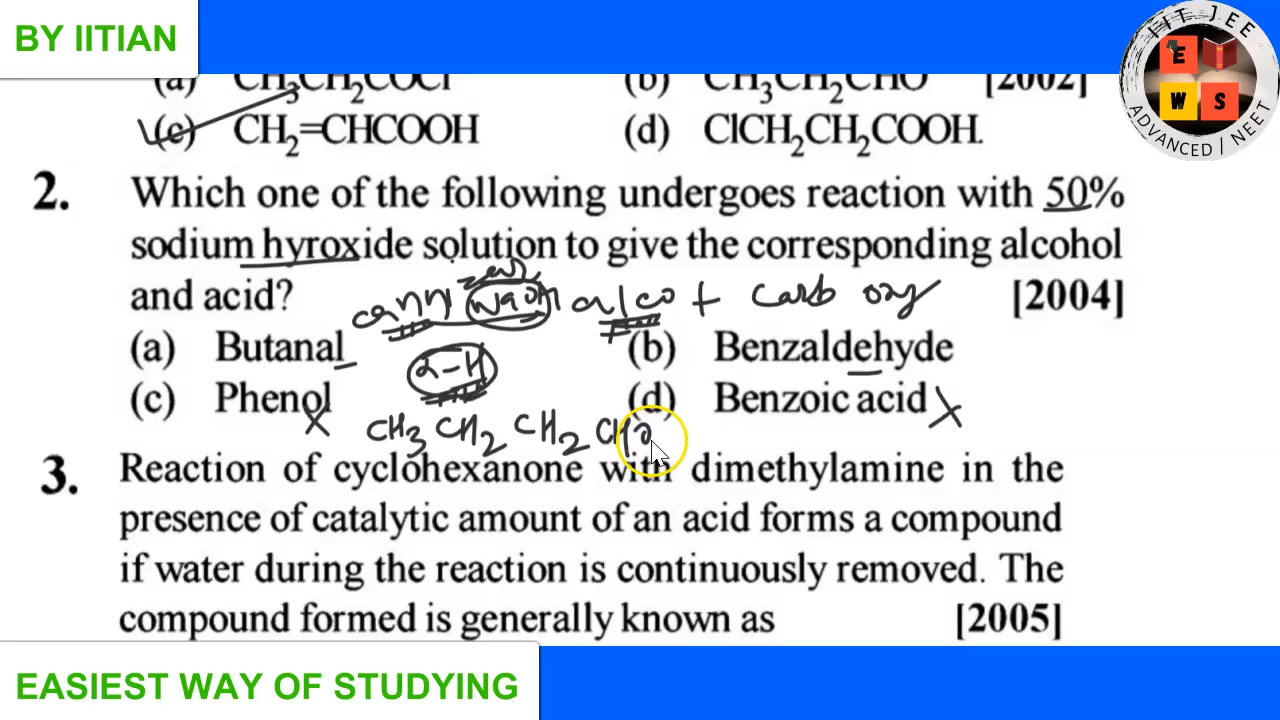 BY IITIAN
IIT JEE
E
W S
ADVANCED | NEET
(a) CH3CH2COCl (b) CH3CH2CHO [2002]
(c) CH2=CHCOOH (d) ClCH2CH2COOH.
2. Which one of the following undergoes reaction with 50%
sodium hyroxide solution to give the corresponding alcohol
and acid? [2004]
cann NaOH alco + carb oxy
(a) Butanal (b) Benzaldehyde
α-H
(c) Phenol (d) Benzoic acid
CH3 CH2 CH2 CHO
3. Reaction of cyclohexanone with dimethylamine in the
presence of catalytic amount of an acid forms a compound
if water during the reaction is continuously removed. The
compound formed is generally known as [2005]
EASIEST WAY OF STUDYING